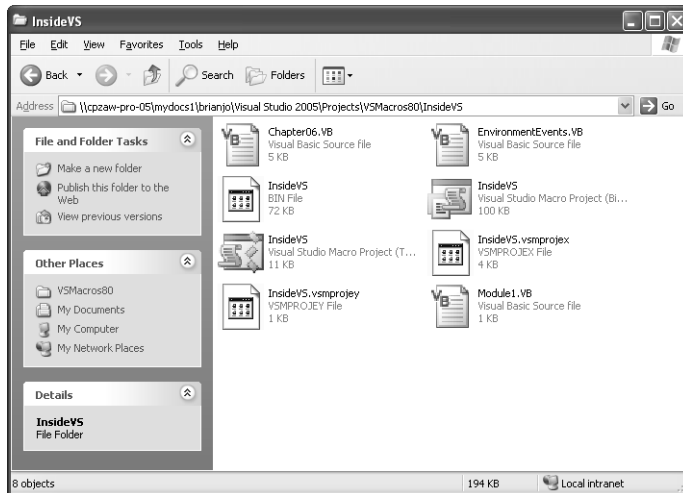 InsideVS
File Edit View Favorites Tools Help
Back Search Folders
Address \\cpzaw-pro-05\mydocs1\brianjo\Visual Studio 2005\Projects\VSMacros80\InsideVS Go
File and Folder Tasks
Make a new folder
Publish this folder to the
Web
View previous versions
Other Places
VSMacros80
My Documents
My Computer
My Network Places
Details
InsideVS
File Folder
Chapter06.VB
Visual Basic Source file
5 KB
EnvironmentEvents.VB
Visual Basic Source file
5 KB
InsideVS
BIN File
72 KB
InsideVS
Visual Studio Macro Project (Bi...
100 KB
InsideVS
Visual Studio Macro Project (T...
11 KB
InsideVS.vsmprojex
VSMPROJEX File
4 KB
InsideVS.vsmprojey
VSMPROJEY File
1 KB
Module1.VB
Visual Basic Source file
1 KB
8 objects 194 KB Local intranet